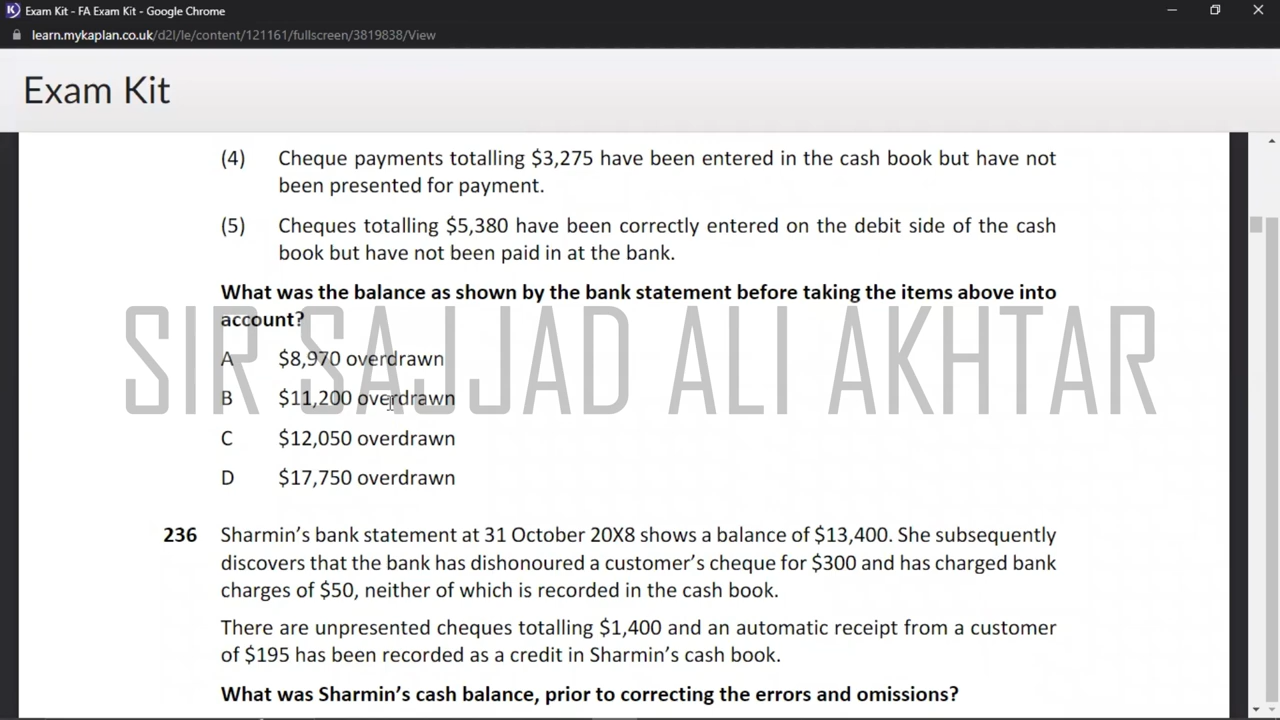 Exam Kit - FA Exam Kit - Google Chrome
learn.mykaplan.co.uk/d2l/le/content/121161/fullscreen/3819838/View
Exam Kit
(4) Cheque payments totalling $3,275 have been entered in the cash book but have not
been presented for payment.
(5) Cheques totalling $5,380 have been correctly entered on the debit side of the cash
book but have not been paid in at the bank.
What was the balance as shown by the bank statement before taking the items above into
account?
SIR SAJJAD ALI AKHTAR
A $8,970 overdrawn
B $11,200 overdrawn
C $12,050 overdrawn
D $17,750 overdrawn
236 Sharmin’s bank statement at 31 October 20X8 shows a balance of $13,400. She subsequently
discovers that the bank has dishonoured a customer’s cheque for $300 and has charged bank
charges of $50, neither of which is recorded in the cash book.
There are unpresented cheques totalling $1,400 and an automatic receipt from a customer
of $195 has been recorded as a credit in Sharmin’s cash book.
What was Sharmin’s cash balance, prior to correcting the errors and omissions?